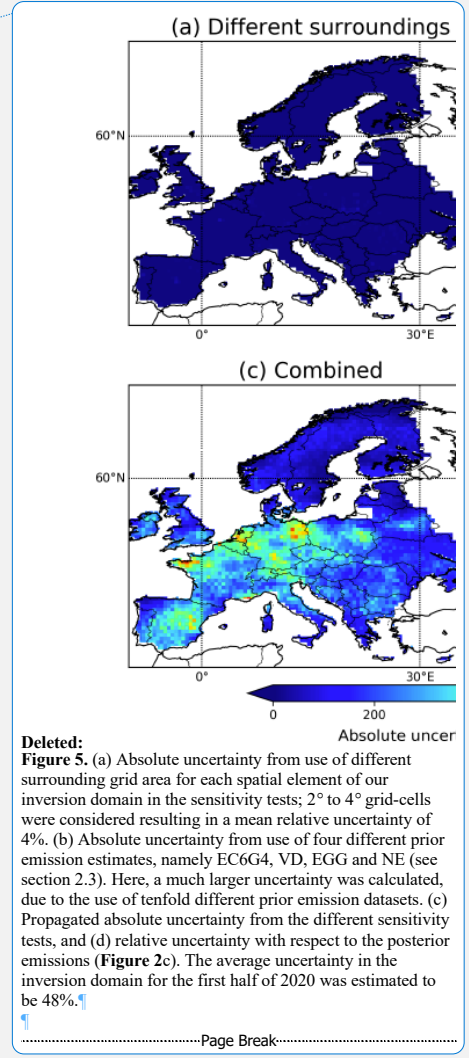 (a) Different surroundings
60°N
0°
30°E
(c) Combined
60°N
0°
30°E
0
200
Absolute uncer
Deleted:
Figure 5. (a) Absolute uncertainty from use of different
surrounding grid area for each spatial element of our
inversion domain in the sensitivity tests; 2° to 4° grid-cells
were considered resulting in a mean relative uncertainty of
4%. (b) Absolute uncertainty from use of four different prior
emission estimates, namely EC6G4, VD, EGG and NE (see
section 2.3). Here, a much larger uncertainty was calculated,
due to the use of tenfold different prior emission datasets. (c)
Propagated absolute uncertainty from the different sensitivity
tests, and (d) relative uncertainty with respect to the posterior
emissions (Figure 2c). The average uncertainty in the
inversion domain for the first half of 2020 was estimated to
be 48%.¶
¶
Page Break